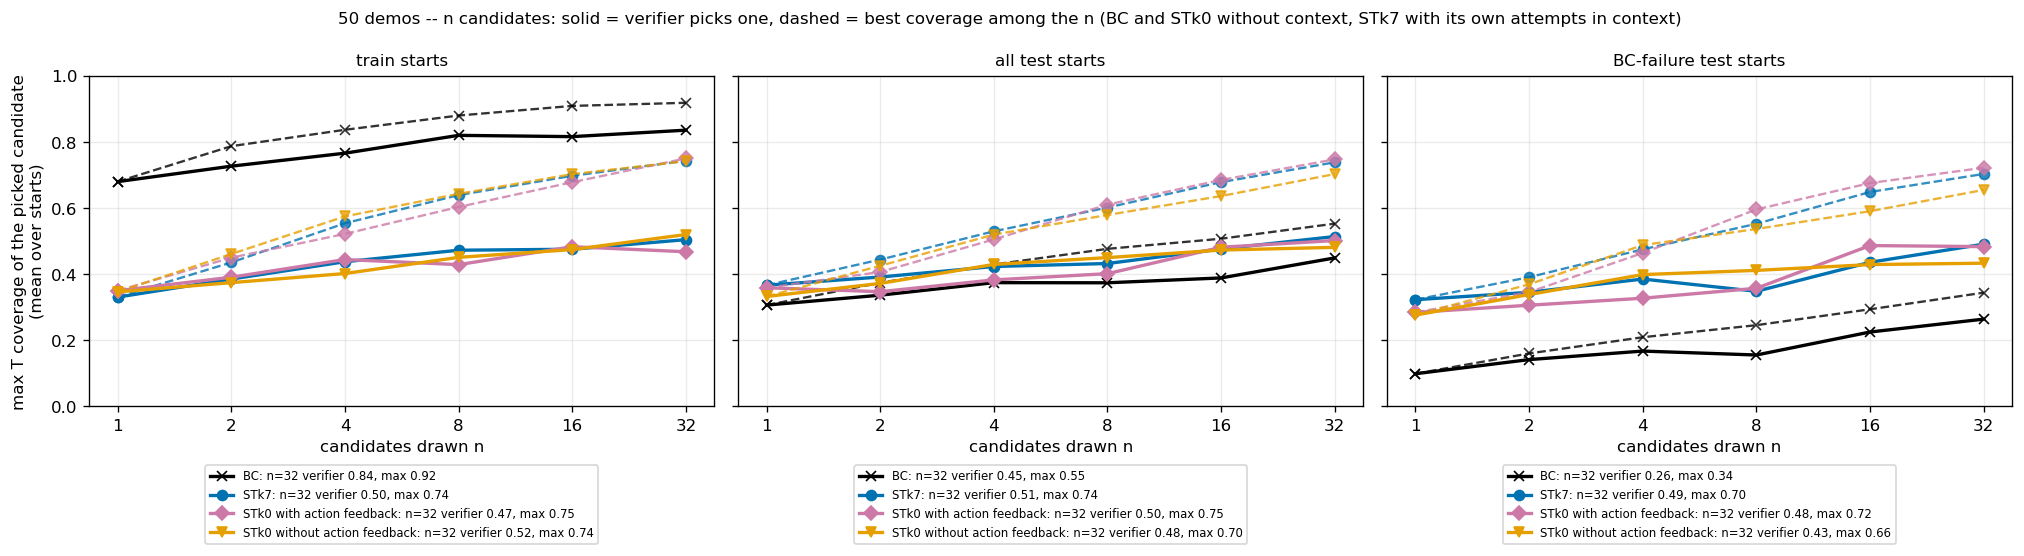 50 demos -- n candidates: solid = verifier picks one, dashed = best coverage among the n (BC and STk0 without context, STk7 with its own attempts in context)
train starts
all test starts
BC-failure test starts
max T coverage of the picked candidate
(mean over starts)
1.0
0.8
0.6
0.4
0.2
0.0
1 2 4 8 16 32
1 2 4 8 16 32
1 2 4 8 16 32
candidates drawn n
candidates drawn n
candidates drawn n
BC: n=32 verifier 0.84, max 0.92
STk7: n=32 verifier 0.50, max 0.74
STk0 with action feedback: n=32 verifier 0.47, max 0.75
STk0 without action feedback: n=32 verifier 0.52, max 0.74
BC: n=32 verifier 0.45, max 0.55
STk7: n=32 verifier 0.51, max 0.74
STk0 with action feedback: n=32 verifier 0.50, max 0.75
STk0 without action feedback: n=32 verifier 0.48, max 0.70
BC: n=32 verifier 0.26, max 0.34
STk7: n=32 verifier 0.49, max 0.70
STk0 with action feedback: n=32 verifier 0.48, max 0.72
STk0 without action feedback: n=32 verifier 0.43, max 0.66